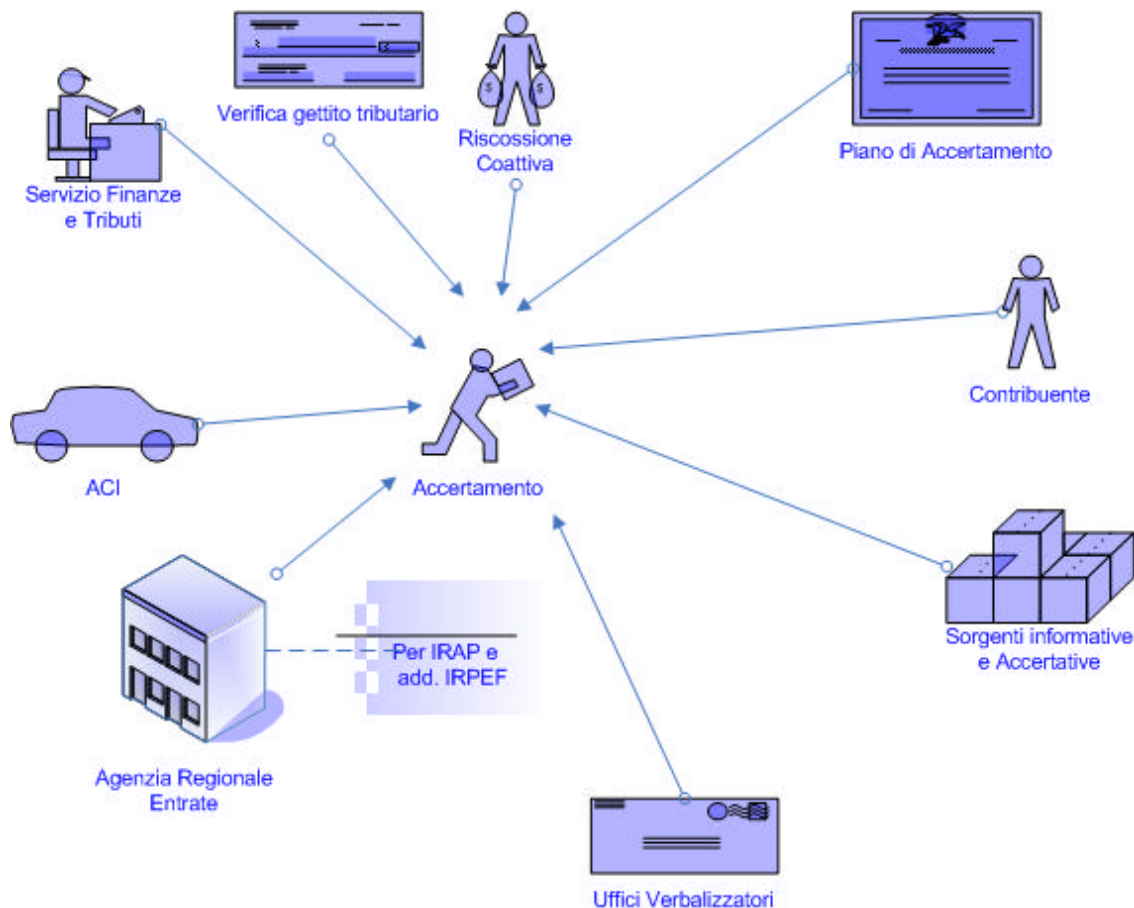 Verifica gettito tributario
Riscossione
Coattiva
Piano di Accertamento
Servizio Finanze
e Tributi
$
$
Contribuente
ACI
Accertamento
Sorgenti informative
e Accertative
Per IRAP e
add. IRPEF
Agenzia Regionale
Entrate
Uffici Verbalizzatori